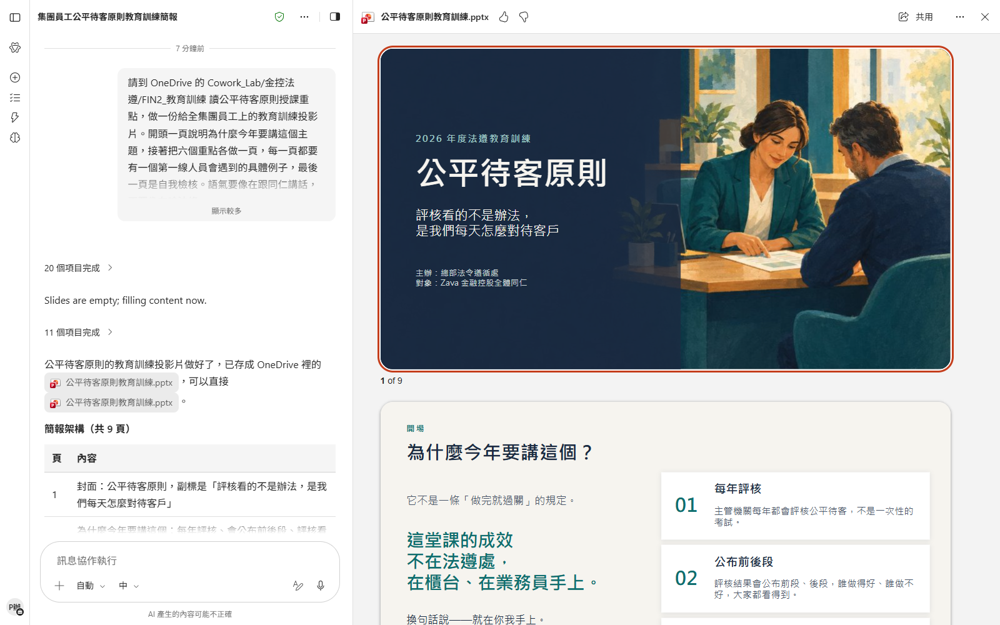 集團員工公平待客原則教育訓練簡報
7 分鐘前
請到 OneDrive 的 Cowork_Lab/金控法
遵/FIN2_教育訓練 讀公平待客原則授課重
點，做一份給全集團員工上的教育訓練投影
片。開頭一頁說明為什麼今年要講這個主
題，接著把六個重點各做一頁，每一頁都要
有一個第一線人員會遇到的具體例子，最後
一頁是自我檢核。語氣要像在跟同仁講話，
顯示較多
20 個項目完成
Slides are empty; filling content now.
11 個項目完成
公平待客原則的教育訓練投影片做好了，已存成 OneDrive 裡的
公平待客原則教育訓練.pptx ，可以直接
公平待客原則教育訓練.pptx 。
簡報架構（共 9 頁）
頁 內容
1 封面：公平待客原則，副標是「評核看的不是辦法，是我
們每天怎麼對待客戶」
為什麼今年要講這個：每年評核、會公布前後段、評核看
訊息協作執行
自動 中
AI 產生的內容可能不正確
P辦
公平待客原則教育訓練.pptx
共用
2026 年度法遵教育訓練
公平待客原則
評核看的不是辦法，
是我們每天怎麼對待客戶
主辦：總部法令遵循處
對象：Zava 金融控股全體同仁
1 of 9
開場
為什麼今年要講這個？
它不是一條「做完就過關」的規定。
這堂課的成效
不在法遵處，
在櫃台、在業務員手上。
換句話說——就在你我手上。
01
每年評核
主管機關每年都會評核公平待客，不是一次性的
考試。
02
公布前後段
評核結果會公布前段、後段，誰做得好、誰做不
好，大家都看得到。